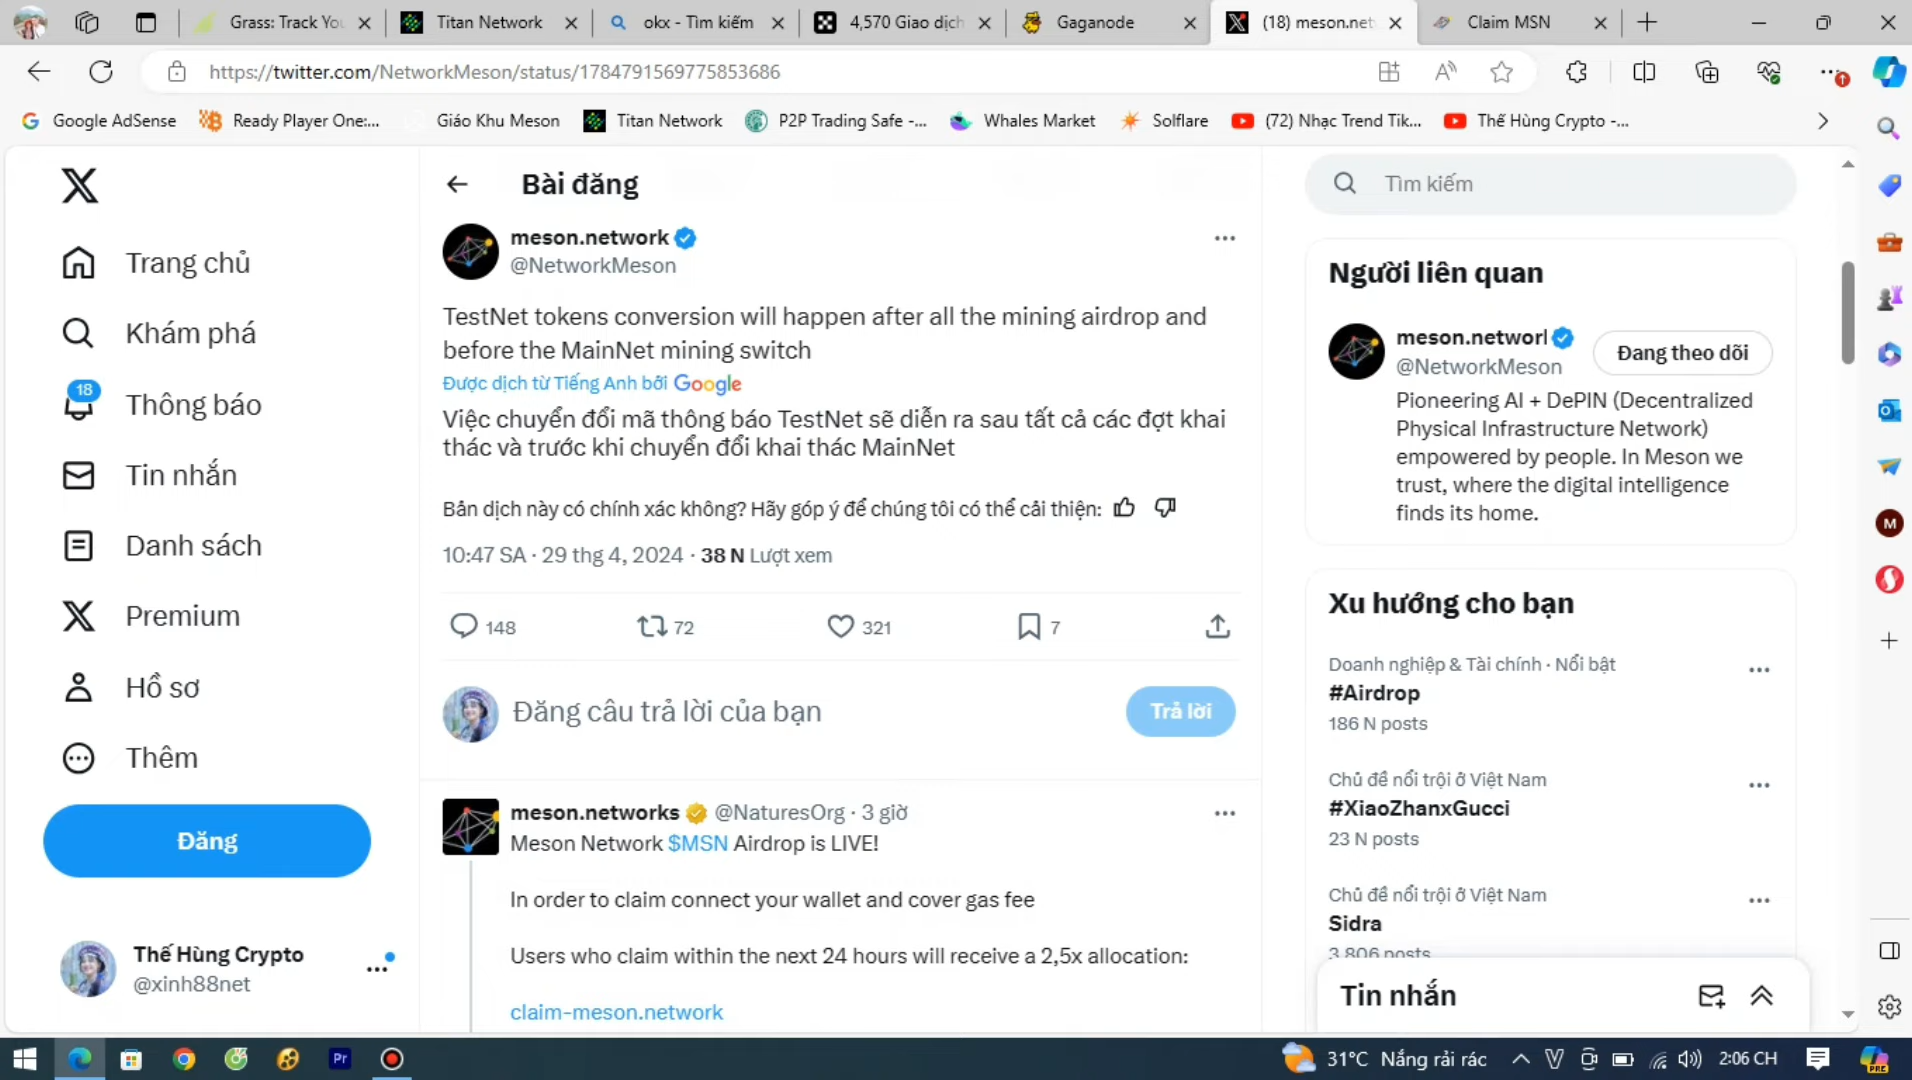 Grass: Track You
Titan Network
okx - Tìm kiếm
4,570 Giao dịch
Gaganode
(18) meson.net
Claim MSN
https://twitter.com/NetworkMeson/status/1784791569775853686
Google AdSense
Ready Player One:...
Giáo Khu Meson
Titan Network
P2P Trading Safe -...
Whales Market
Solflare
(72) Nhạc Trend Tik...
Thế Hùng Crypto -...
Trang chủ
Khám phá
18
Thông báo
Tin nhắn
Danh sách
Premium
Hồ sơ
Thêm
Đăng
Thế Hùng Crypto
@xinh88net
Bài đăng
meson.network
@NetworkMeson
TestNet tokens conversion will happen after all the mining airdrop and
before the MainNet mining switch
Được dịch từ Tiếng Anh bởi Google
Việc chuyển đổi mã thông báo TestNet sẽ diễn ra sau tất cả các đợt khai
thác và trước khi chuyển đổi khai thác MainNet
Bản dịch này có chính xác không? Hãy góp ý để chúng tôi có thể cải thiện:
10:47 SA · 29 thg 4, 2024 · 38 N Lượt xem
148
72
321
7
Đăng câu trả lời của bạn
Trả lời
meson.networks @NaturesOrg · 3 giờ
Meson Network $MSN Airdrop is LIVE!
In order to claim connect your wallet and cover gas fee
Users who claim within the next 24 hours will receive a 2,5x allocation:
claim-meson.network
Tìm kiếm
Người liên quan
meson.networl
@NetworkMeson
Đang theo dõi
Pioneering AI + DePIN (Decentralized
Physical Infrastructure Network)
empowered by people. In Meson we
trust, where the digital intelligence
finds its home.
Xu hướng cho bạn
Doanh nghiệp & Tài chính · Nổi bật
#Airdrop
186 N posts
Chủ đề nổi trội ở Việt Nam
#XiaoZhanxGucci
23 N posts
Chủ đề nổi trội ở Việt Nam
Sidra
3.806 posts
Tin nhắn
M
Pr
31°C Nắng rải rác
2:06 CH
PRE